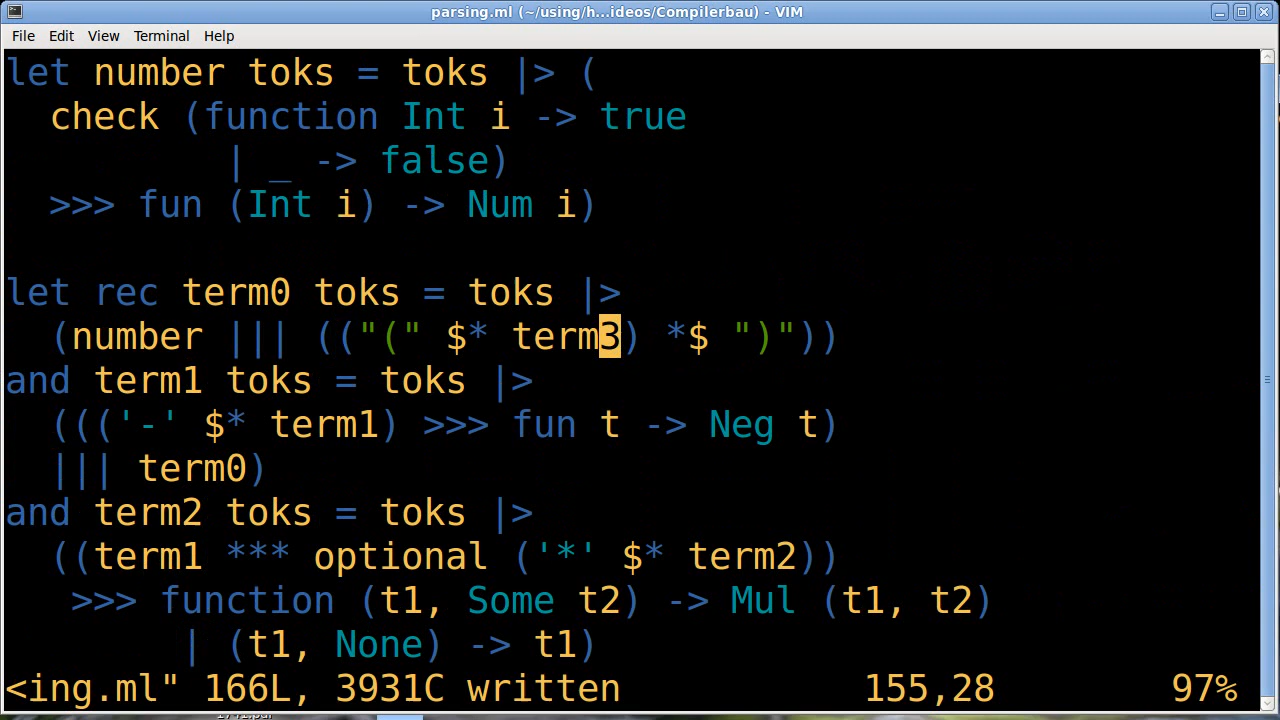 parsing.ml (~/using/h...ideos/Compilerbau) - VIM
File Edit View Terminal Help
let number toks = toks |> (
  check (function Int i -> true
          | _ -> false)
  >>> fun (Int i) -> Num i)
let rec term0 toks = toks |>
  (number ||| (("(" $* term3) *$ ")"))
and term1 toks = toks |>
  ((('-' $* term1) >>> fun t -> Neg t)
  ||| term0)
and term2 toks = toks |>
  ((term1 *** optional ('*' $* term2))
   >>> function (t1, Some t2) -> Mul (t1, t2)
        | (t1, None) -> t1)
<ing.ml" 166L, 3931C written 155,28 97%